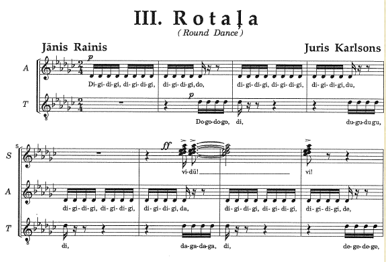 III. Rotaļa
(Round Dance)
Jānis Rainis Juris Karlsons
p
A
Di-gi-di-gi, di-gi-di-gi, di-gi-di-gi, do, di-gi-di-gi, di-gi-di-gi, di-gi-di-gi, du,
T
Do-go-do-go, di, do-go-du-gu,
5
ff
S
vi-dū! vi!
A
di-gi-di-gi, di-gi-di-gi, di-gi-di-gi, da, di-gi-di-gi, di-gi-di-gi, di-gi-di-gi, de,
T
di, da-ga-da-ga, di, de-ge-de-ge,